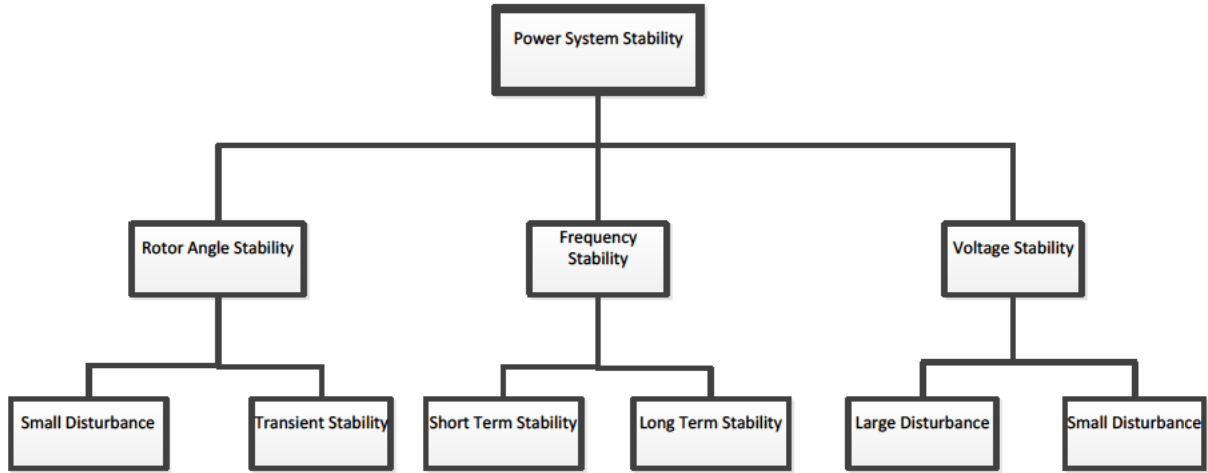 Power System Stability
Rotor Angle Stability
Frequency
Stability
Voltage Stability
Small Disturbance
Transient Stability
Short Term Stability
Long Term Stability
Large Disturbance
Small Disturbance